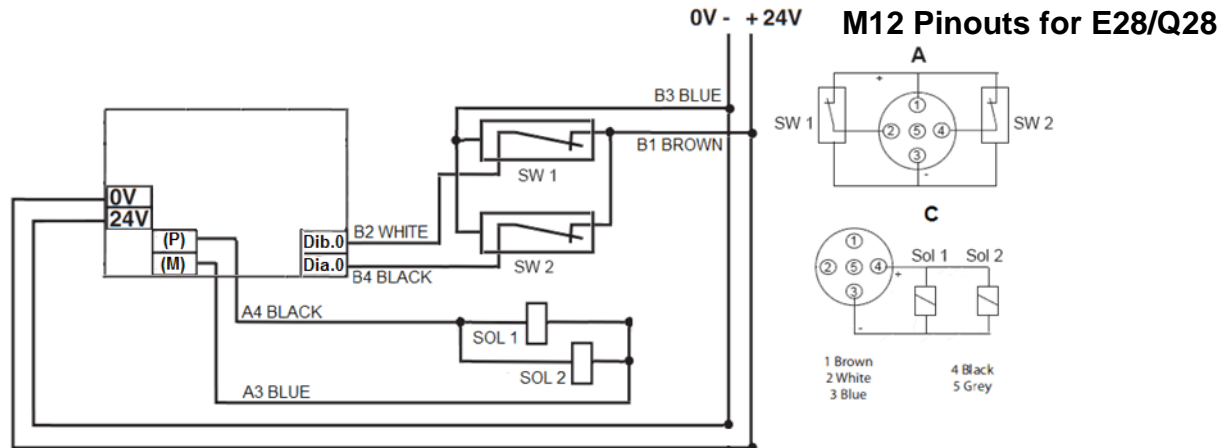 0V - + 24V
M12 Pinouts for E28/Q28
B3 BLUE
B1 BROWN
SW 1
SW 2
0V
24V
(P)
(M)
Dib.0
Dia.0
B2 WHITE
B4 BLACK
A4 BLACK
SOL 1
SOL 2
A3 BLUE
A
+
SW 1
1
2 5 4
3
SW 2
-
C
1
2 5 4
3
+
Sol 1 Sol 2
-
1 Brown
2 White
3 Blue
4 Black
5 Grey